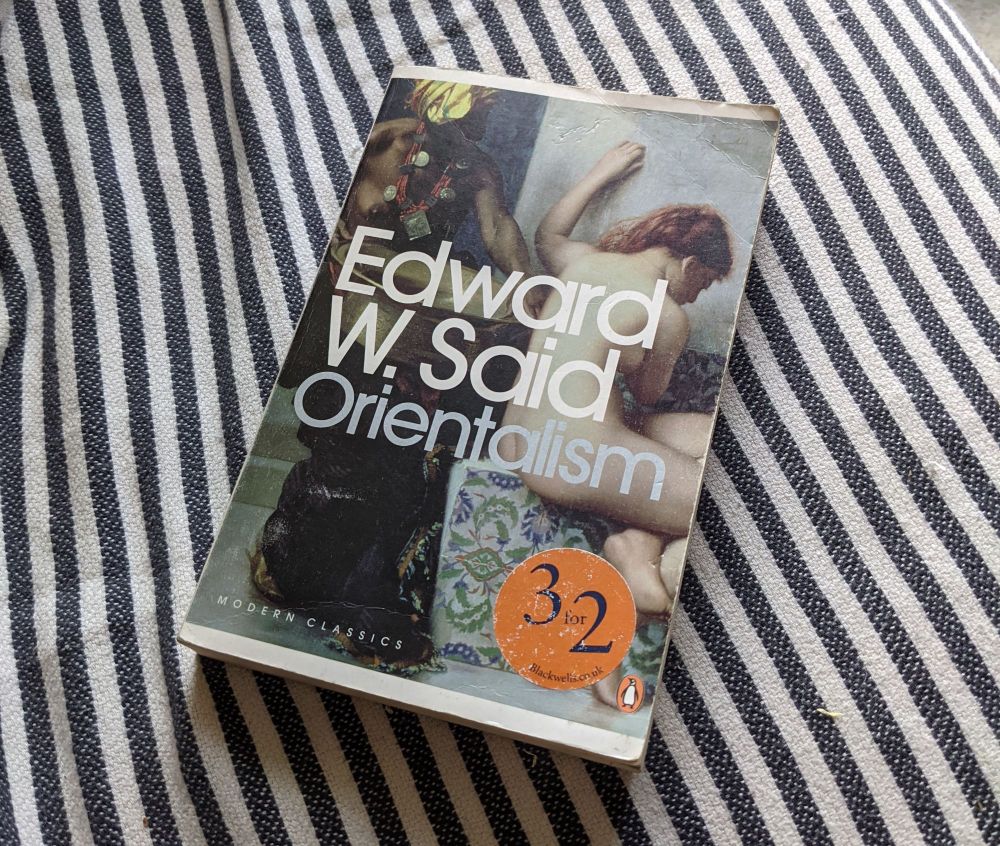 Edward
W. Said
Orientalism
3 for 2
Blackwells.co.uk
MODERN CLASSICS